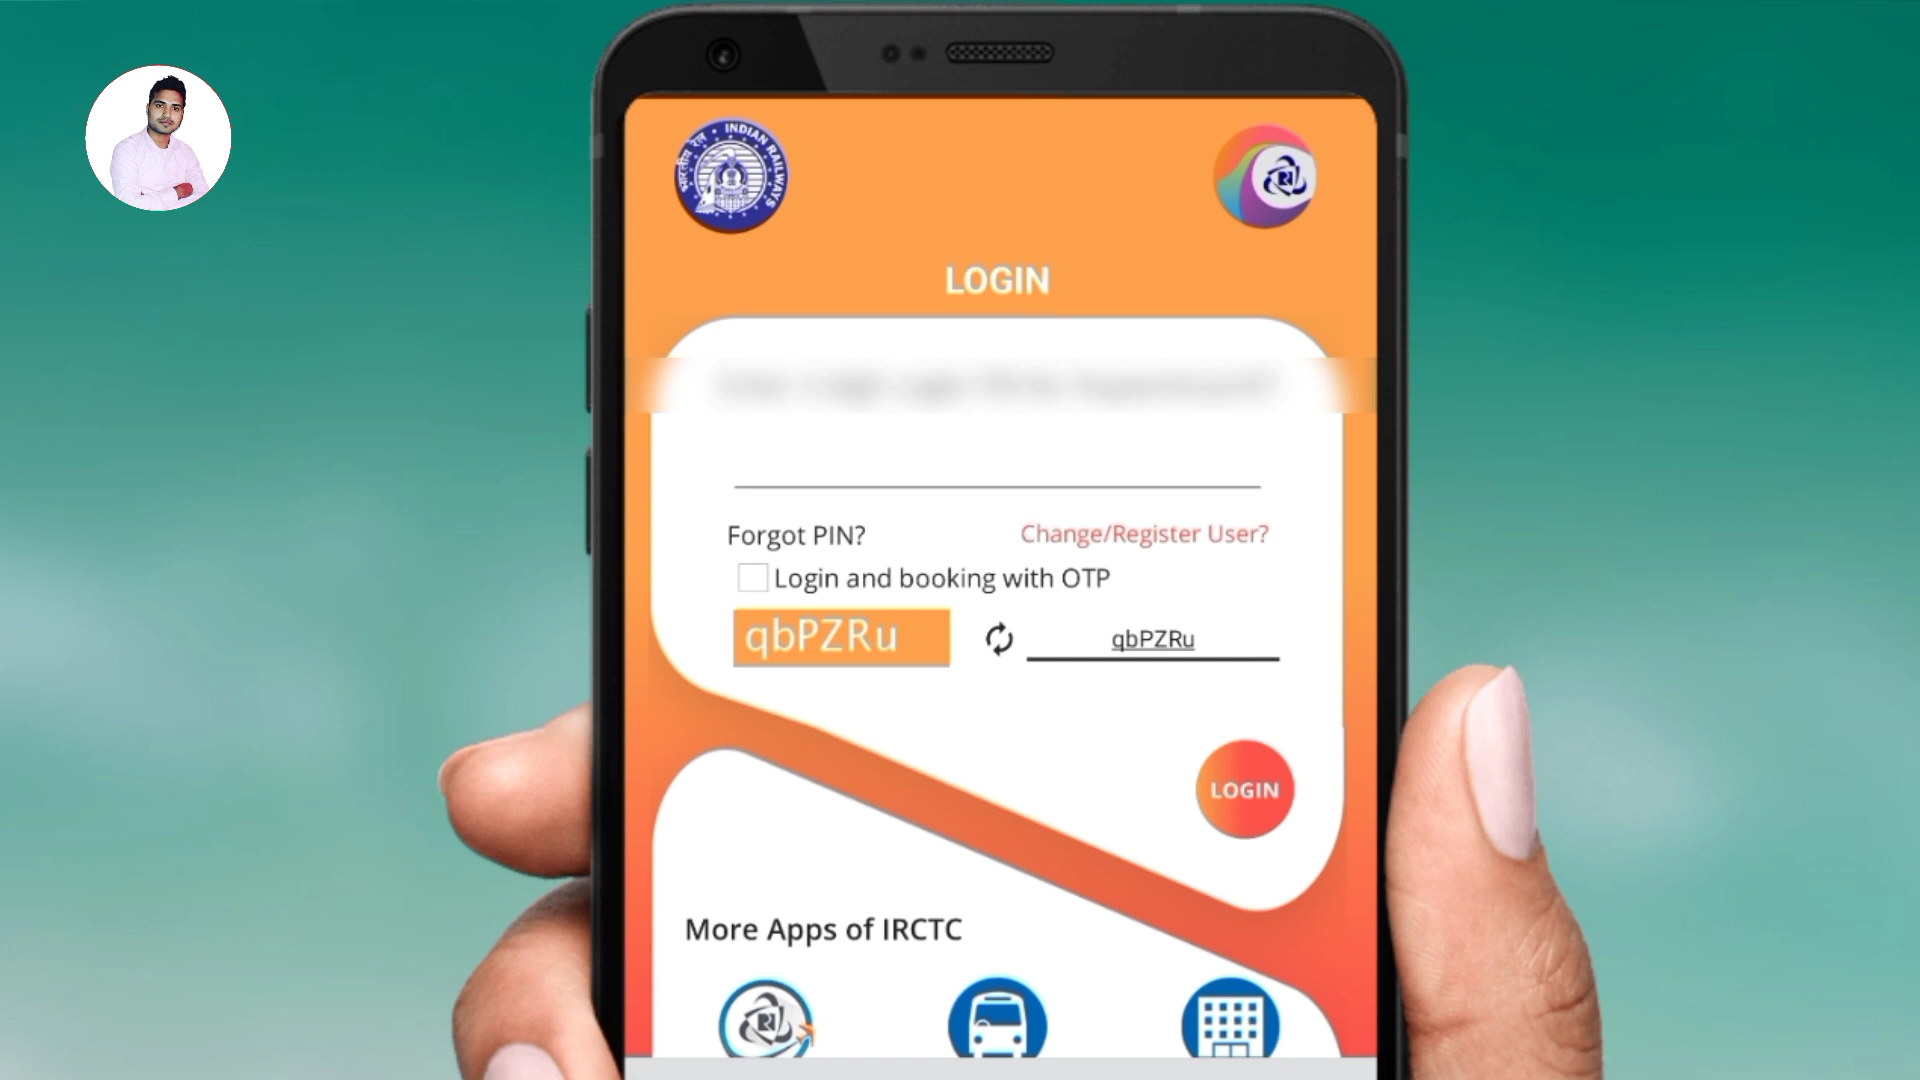 भारतीय रेल • INDIAN RAILWAYS
LOGIN
Forgot PIN? Change/Register User?
Login and booking with OTP
qbPZRu qbPZRu
LOGIN
More Apps of IRCTC